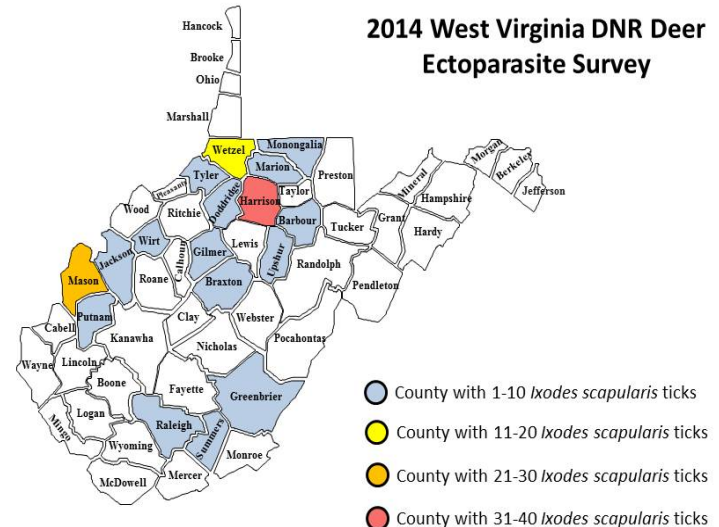 2014 West Virginia DNR Deer
Ectoparasite Survey
Hancock
Brooke
Ohio
Marshall
Wetzel
Monongalia
Marion
Preston
Morgan
Berkeley
Jefferson
Tyler
Pleasants
Doddridge
Harrison
Taylor
Mineral
Hampshire
Wood
Ritchie
Barbour
Tucker
Grant
Hardy
Wirt
Calhoun
Gilmer
Lewis
Upshur
Randolph
Jackson
Mason
Roane
Braxton
Pendleton
Putnam
Cabell
Clay
Webster
Pocahontas
Kanawha
Nicholas
Wayne
Lincoln
Boone
Fayette
Greenbrier
Logan
Mingo
Raleigh
Summers
Wyoming
Monroe
Mercer
McDowell
County with 1-10 Ixodes scapularis ticks
County with 11-20 Ixodes scapularis ticks
County with 21-30 Ixodes scapularis ticks
County with 31-40 Ixodes scapularis ticks